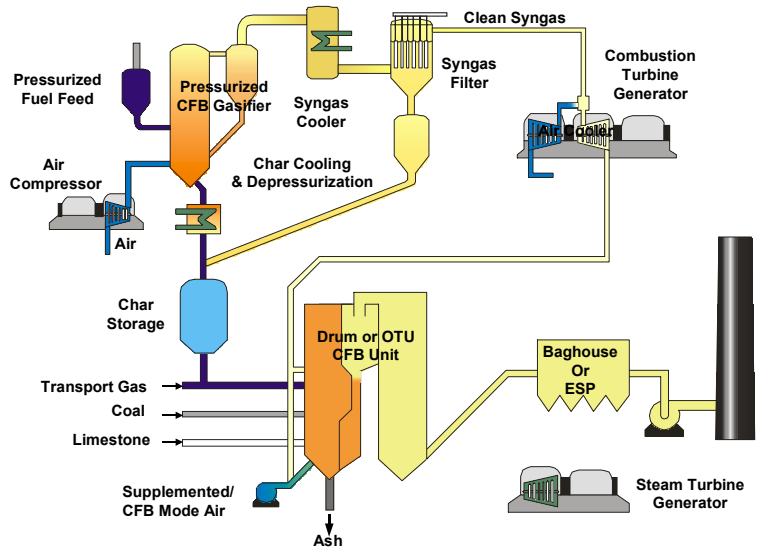 Clean Syngas
Pressurized
Fuel Feed
Pressurized
CFB Gasifier
Syngas
Cooler
Syngas
Filter
Combustion
Turbine
Generator
Air Cooler
Air
Compressor
Air
Char Cooling
& Depressurization
Char
Storage
Drum or OTU
CFB Unit
Baghouse
Or
ESP
Transport Gas
Coal
Limestone
Supplemented/
CFB Mode Air
Ash
Steam Turbine
Generator